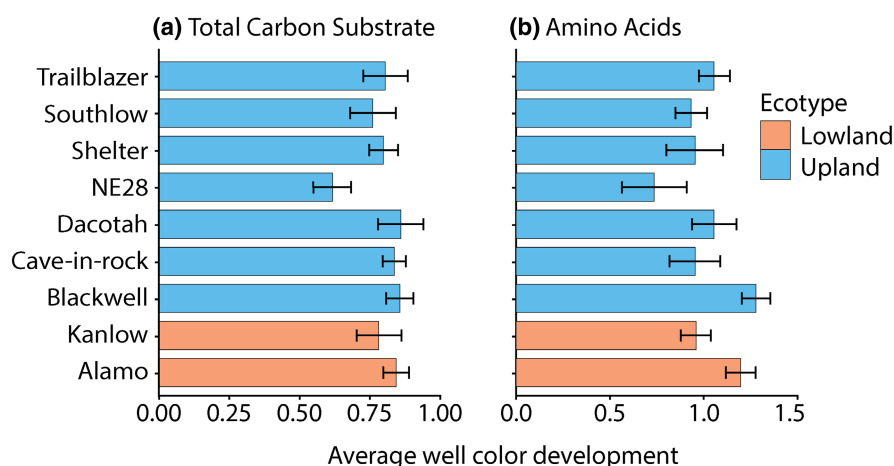 (a) Total Carbon Substrate
(b) Amino Acids
Trailblazer
Southlow
Shelter
NE28
Dacotah
Cave-in-rock
Blackwell
Kanlow
Alamo
0.00 0.25 0.50 0.75 1.00
0.0 0.5 1.0 1.5
Average well color development
Ecotype
Lowland
Upland